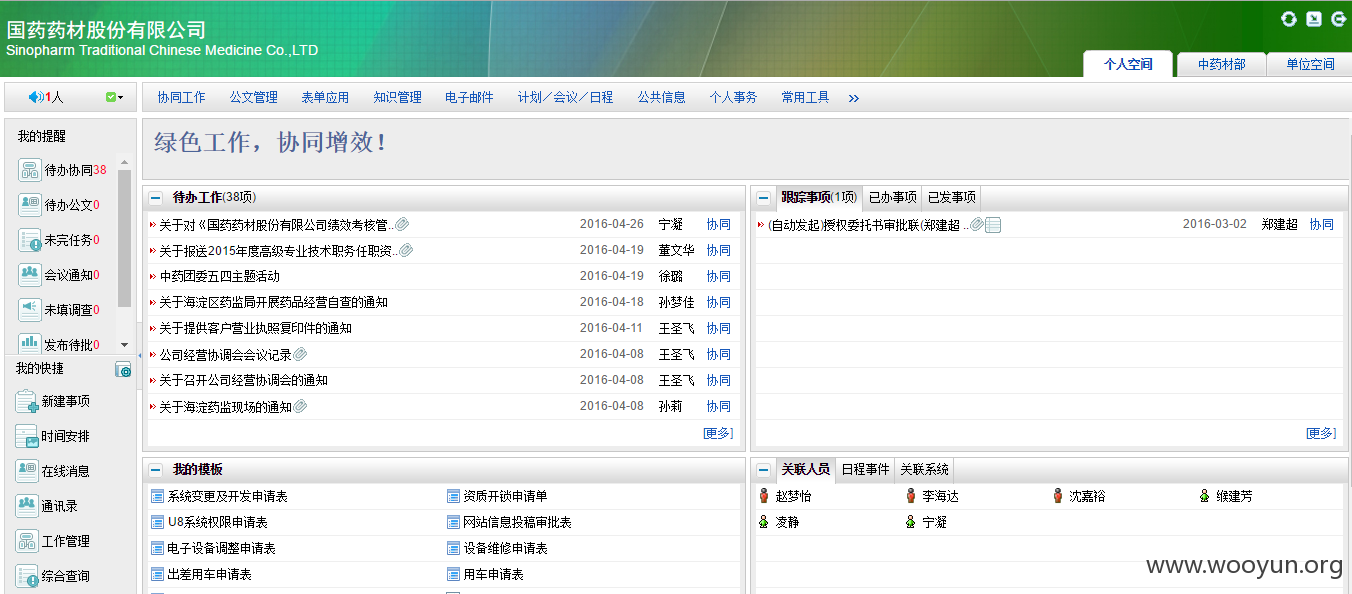 国药药材股份有限公司
Sinopharm Traditional Chinese Medicine Co.,LTD
个人空间 中药材部 单位空间
1人 协同工作 公文管理 表单应用 知识管理 电子邮件 计划／会议／日程 公共信息 个人事务 常用工具 »
我的提醒
待办协同38
待办公文0
未完任务0
会议通知0
未填调查0
发布待批0
我的快捷
新建事项
时间安排
在线消息
通讯录
工作管理
综合查询
绿色工作，协同增效！
待办工作(38项)
关于对《国药药材股份有限公司绩效考核管.. 2016-04-26 宁凝 协同
关于报送2015年度高级专业技术职务任职资.. 2016-04-19 董文华 协同
中药团委五四主题活动 2016-04-19 徐璐 协同
关于海淀区药监局开展药品经营自查的通知 2016-04-18 孙梦佳 协同
关于提供客户营业执照复印件的通知 2016-04-11 王圣飞 协同
公司经营协调会会议记录 2016-04-08 王圣飞 协同
关于召开公司经营协调会的通知 2016-04-08 王圣飞 协同
关于海淀药监现场的通知 2016-04-08 孙莉 协同
[更多]
跟踪事项(1项) 已办事项 已发事项
(自动发起)授权委托书审批联(郑建超 .. 2016-03-02 郑建超 协同
[更多]
我的模板
系统变更及开发申请表 资质开锁申请单
U8系统权限申请表 网站信息投稿审批表
电子设备调整申请表 设备维修申请表
出差用车申请表 用车申请表
关联人员 日程事件 关联系统
赵梦怡 李海达 沈嘉裕 缑建芳
凌静 宁凝
www.wooyun.org